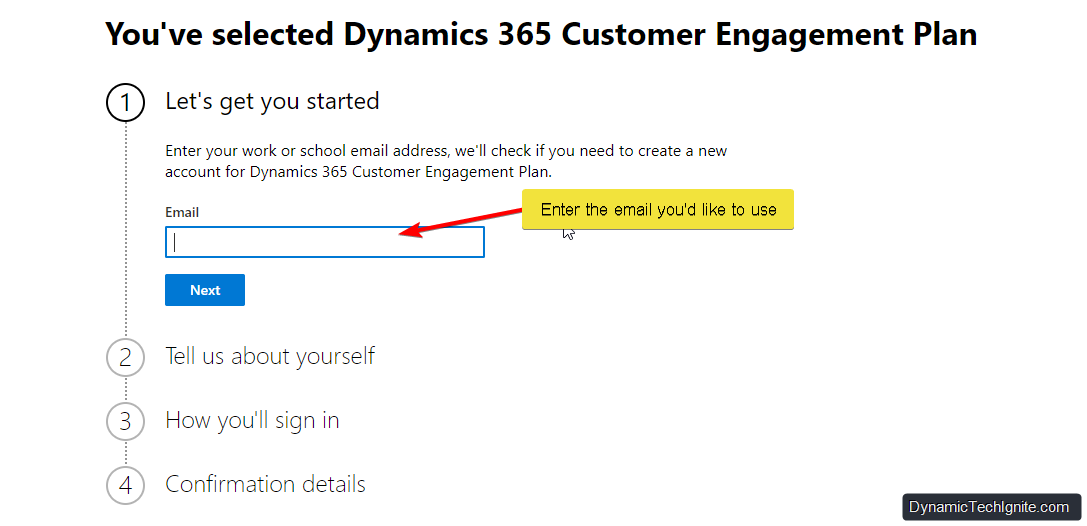 You've selected Dynamics 365 Customer Engagement Plan
1
Let's get you started
Enter your work or school email address, we'll check if you need to create a new
account for Dynamics 365 Customer Engagement Plan.
Email
Enter the email you'd like to use
Next
2
Tell us about yourself
3
How you'll sign in
4
Confirmation details
DynamicTechIgnite.com